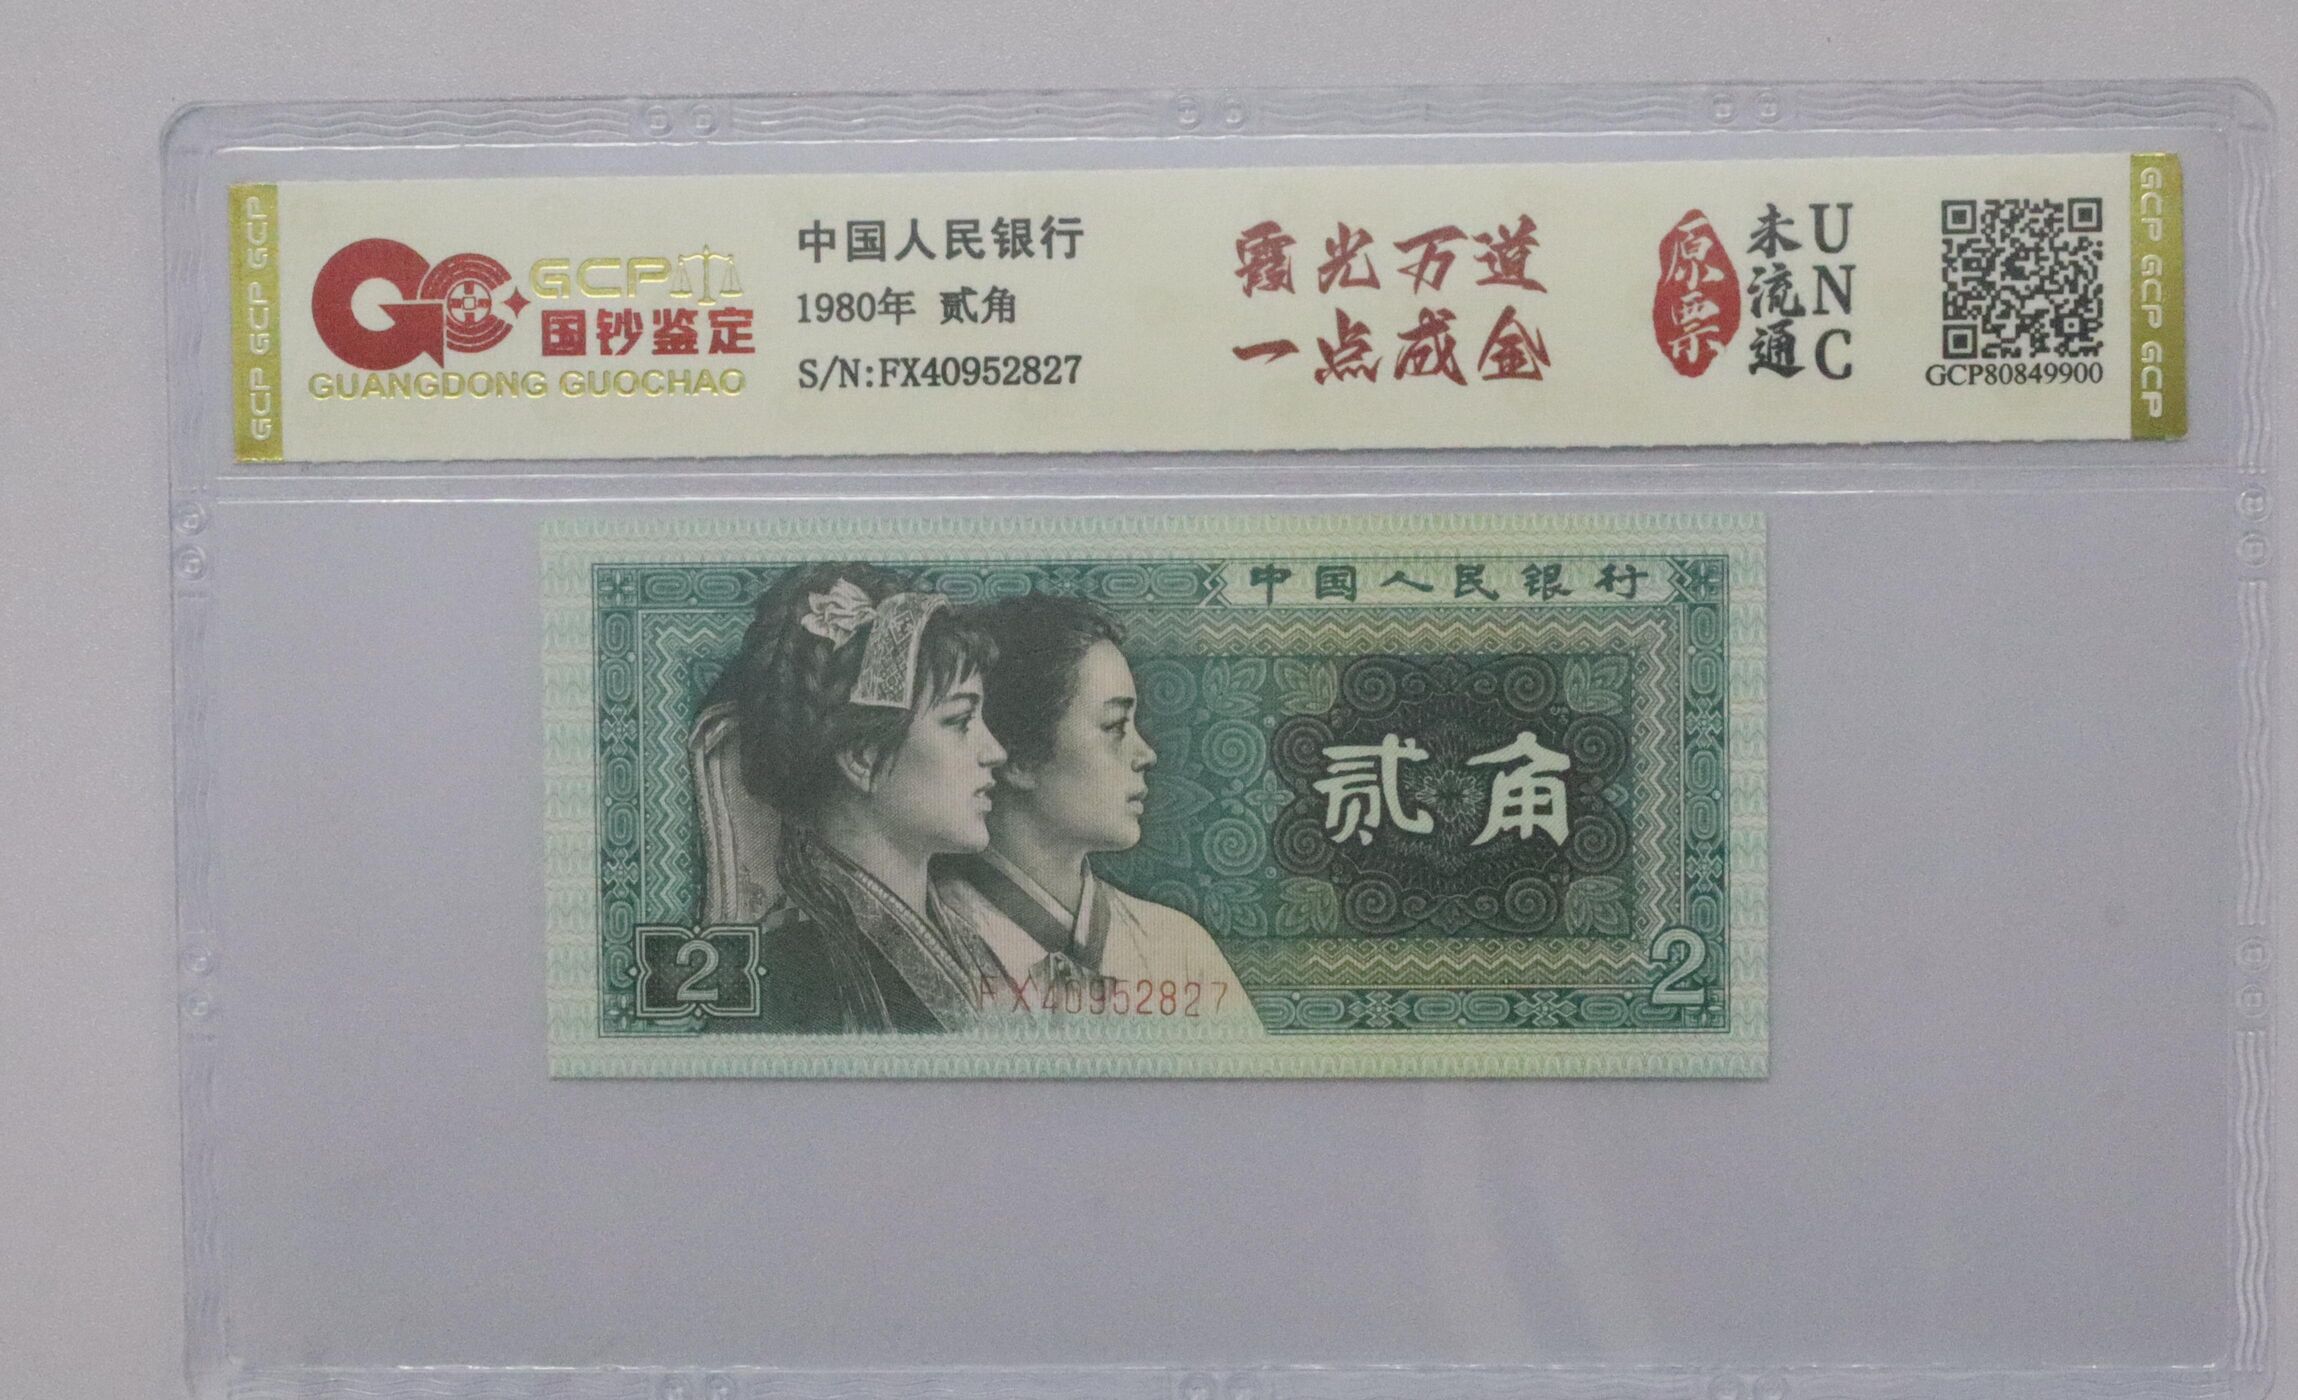 GCP GCP GCP
GCP
国钞鉴定
GUANGDONG GUOCHAO
中国人民银行
1980年 贰角
S/N:FX40952827
霞光万道
一点成金
原票
未流通
UNC
GCP80849900
GCP GCP GCP
中国人民银行
贰角
2
2
FX40952827